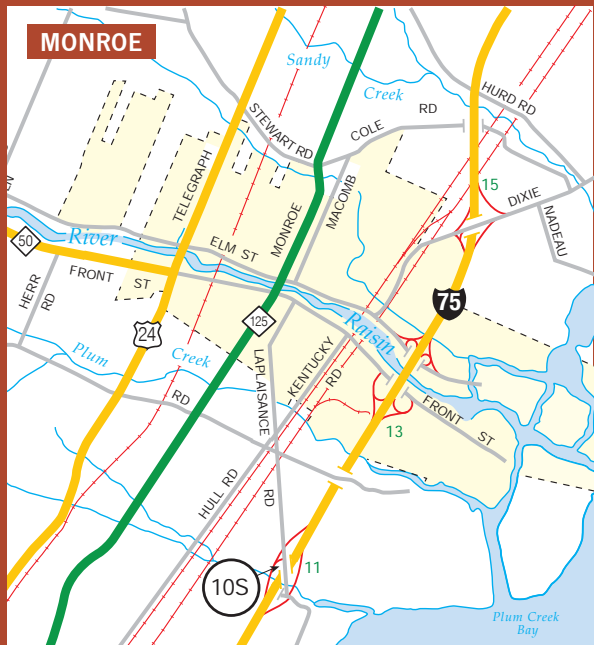 MONROE
Sandy
Creek
HURD RD
STEWART RD
COLE
RD
EN
TELEGRAPH
MACOMB
15
DIXIE
NADEAU
50
River
ELM ST
MONROE
HERR
RD
FRONT
ST
75
24
125
Raisin
Plum
Creek
RD
LAPLAISANCE
RD
KENTUCKY
RD
FRONT
ST
13
HULL RD
11
10S
Plum Creek
Bay